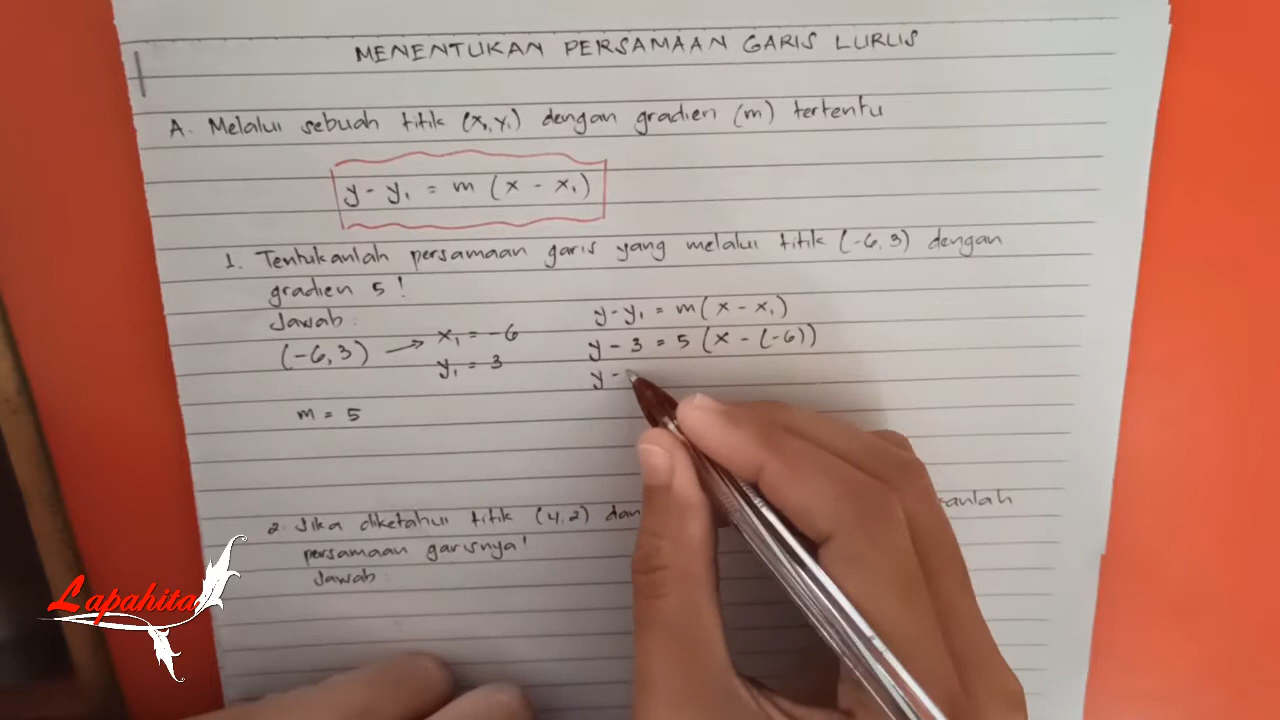 MENENTUKAN PERSAMAAN GARIS LURUS
A. Melalui sebuah titik (x₁, y₁) dengan gradien (m) tertentu
y - y₁ = m (x - x₁)
1. Tentukanlah persamaan garis yang melalui titik (-6, 3) dengan
gradien 5 !
Jawab :
(-6, 3) → x₁ = -6
y₁ = 3
m = 5
y - y₁ = m (x - x₁)
y - 3 = 5 (x - (-6))
y -
2. Jika diketahui titik (4, 2) dan
persamaan garisnya!
Jawab
Lapahita